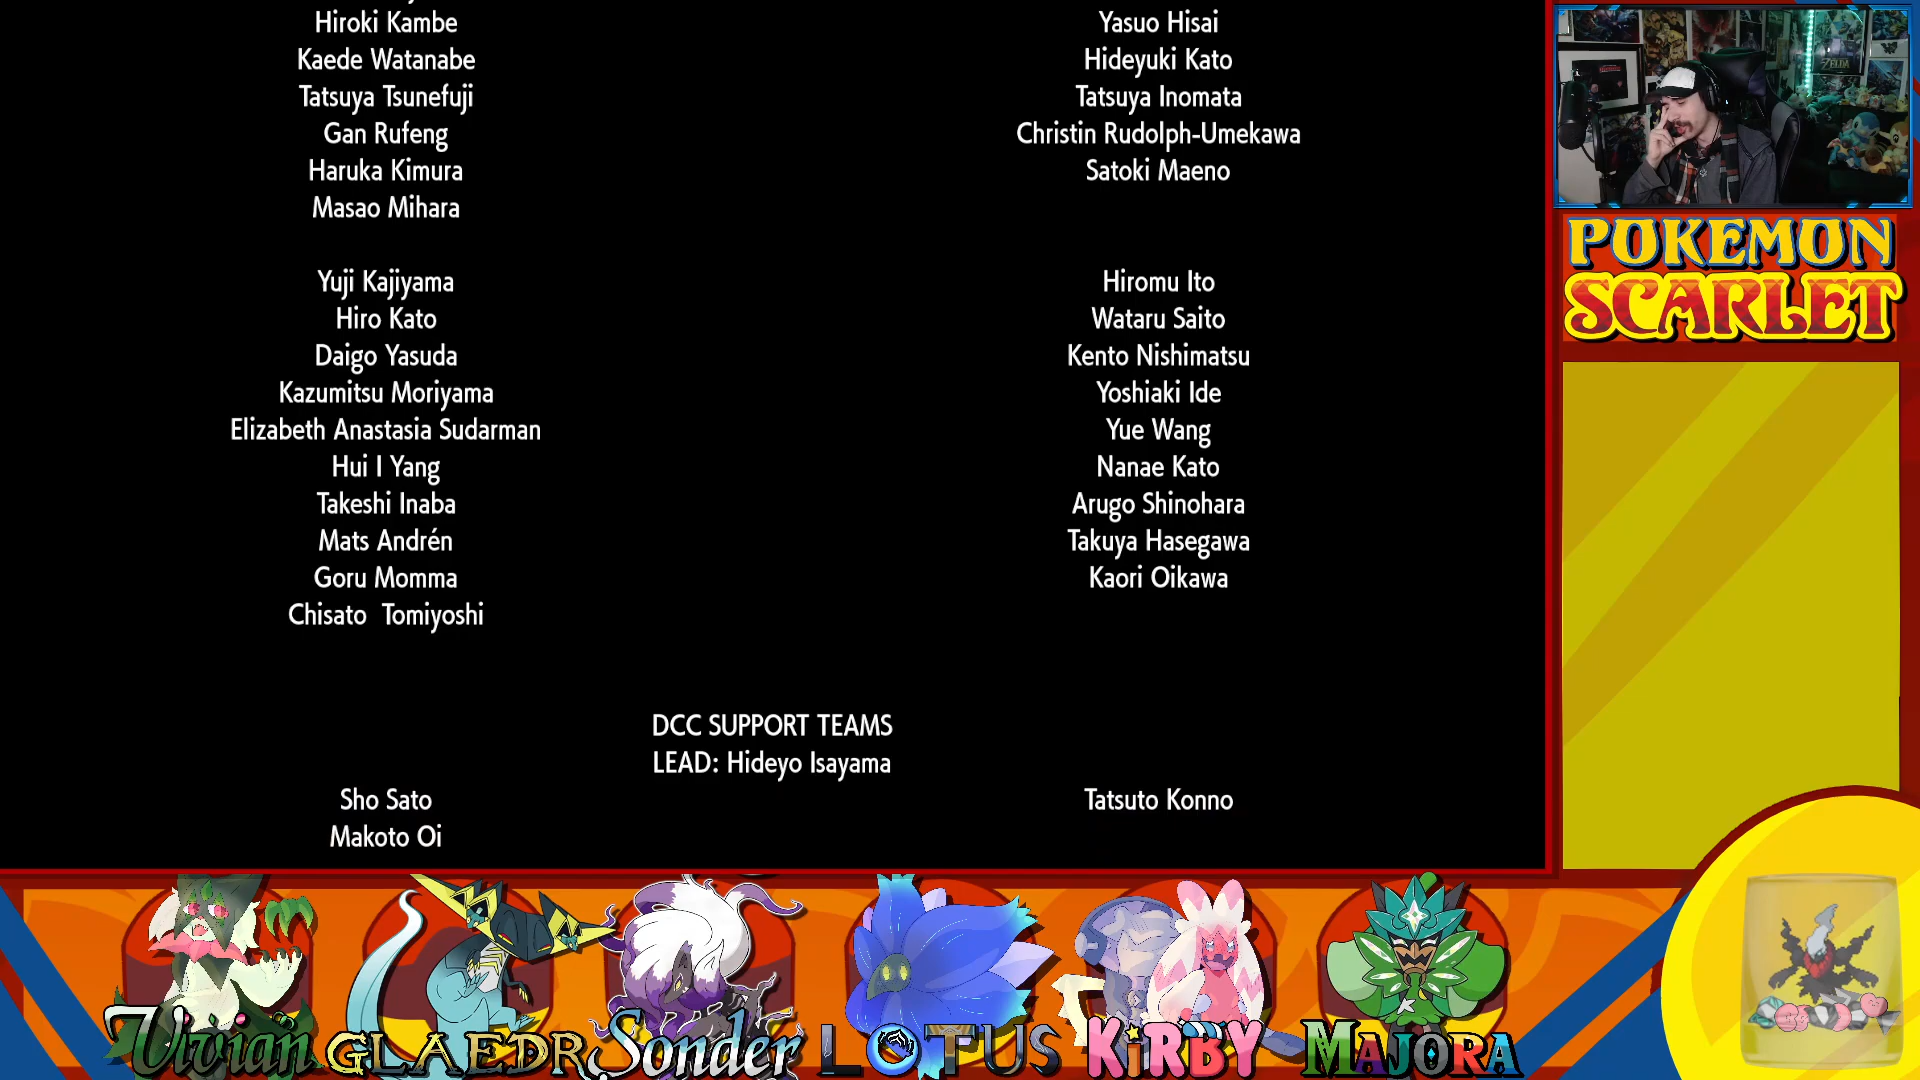 Hiroki Kambe
Kaede Watanabe
Tatsuya Tsunefuji
Gan Rufeng
Haruka Kimura
Masao Mihara
Yasuo Hisai
Hideyuki Kato
Tatsuya Inomata
Christin Rudolph-Umekawa
Satoki Maeno
Yuji Kajiyama
Hiro Kato
Daigo Yasuda
Kazumitsu Moriyama
Elizabeth Anastasia Sudarman
Hui I Yang
Takeshi Inaba
Mats Andrén
Goru Momma
Chisato Tomiyoshi
Hiromu Ito
Wataru Saito
Kento Nishimatsu
Yoshiaki Ide
Yue Wang
Nanae Kato
Arugo Shinohara
Takuya Hasegawa
Kaori Oikawa
DCC SUPPORT TEAMS
LEAD: Hideyo Isayama
Sho Sato
Makoto Oi
Tatsuto Konno
ZELDA
POKEMON
SCARLET
Vivian
GLAEDR
Sonder
LOTUS
KiRBY
MAJORA